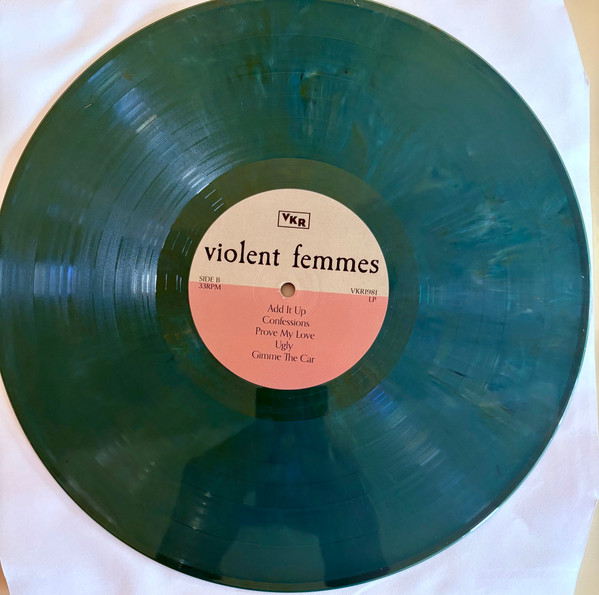 VKR
violent femmes
SIDE B
33RPM
VKR1981
LP
Add It Up
Confessions
Prove My Love
Ugly
Gimme The Car